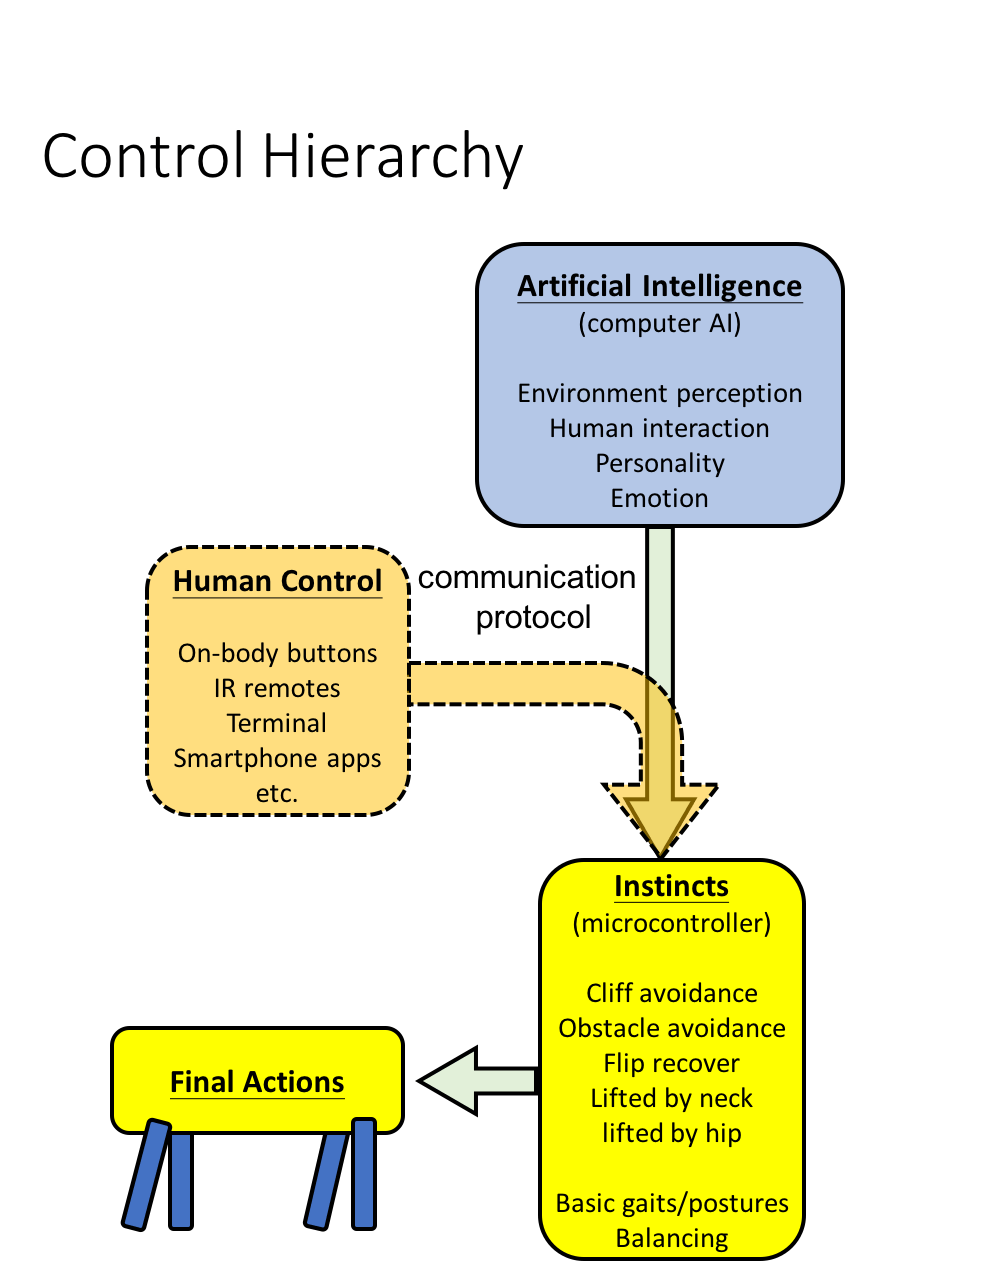 Control Hierarchy
Artificial Intelligence
(computer AI)
Environment perception
Human interaction
Personality
Emotion
Human Control
On-body buttons
IR remotes
Terminal
Smartphone apps
etc.
communication
protocol
Instincts
(microcontroller)
Cliff avoidance
Obstacle avoidance
Flip recover
Lifted by neck
lifted by hip
Basic gaits/postures
Balancing
Final Actions